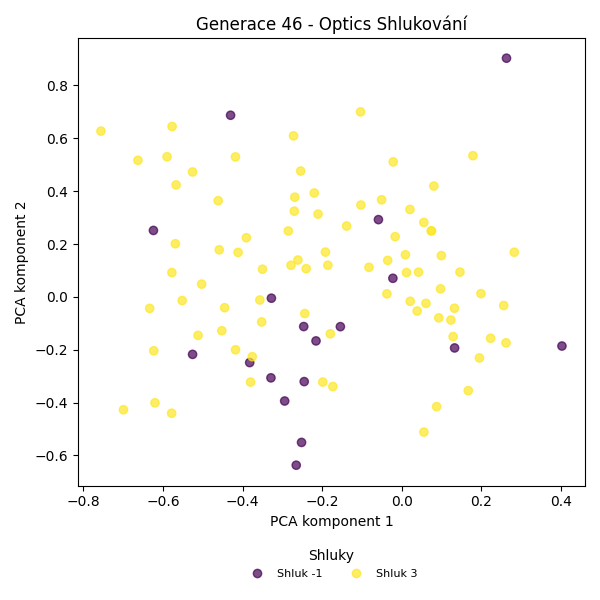 Generace 46 - Optics Shlukování
PCA komponent 2
0.8
0.6
0.4
0.2
0.0
−0.2
−0.4
−0.6
−0.8 −0.6 −0.4 −0.2 0.0 0.2 0.4
PCA komponent 1
Shluky
Shluk -1 Shluk 3